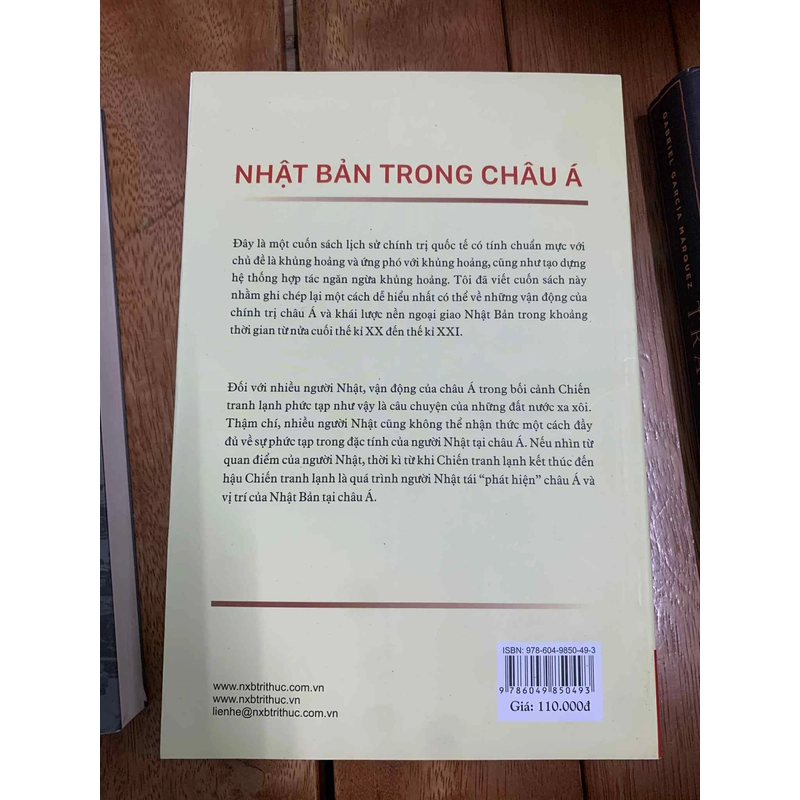 NHẬT BẢN TRONG CHÂU Á
Đây là một cuốn sách lịch sử chính trị quốc tế có tính chuẩn mực với
chủ đề là khủng hoảng và ứng phó với khủng hoảng, cũng như tạo dựng
hệ thống hợp tác ngăn ngừa khủng hoảng. Tôi đã viết cuốn sách này
nhằm ghi chép lại một cách dễ hiểu nhất có thể về những vận động của
chính trị châu Á và khái lược nền ngoại giao Nhật Bản trong khoảng
thời gian từ nửa cuối thế kỉ XX đến thế kỉ XXI.
Đối với nhiều người Nhật, vận động của châu Á trong bối cảnh Chiến
tranh lạnh phức tạp như vậy là câu chuyện của những đất nước xa xôi.
Thậm chí, nhiều người Nhật cũng không thể nhận thức một cách đầy
đủ về sự phức tạp trong đặc tính của người Nhật tại châu Á. Nếu nhìn từ
quan điểm của người Nhật, thời kì từ khi Chiến tranh lạnh kết thúc đến
hậu Chiến tranh lạnh là quá trình người Nhật tái “phát hiện” châu Á và
vị trí của Nhật Bản tại châu Á.
ISBN: 978-604-9850-49-3
9 786049 850493
Giá: 110.000đ
www.nxbtrithuc.com.vn
www.nxbtrithuc.vn
lienhe@nxbtrithuc.com.vn
GABRIEL GARCIA MARQUEZ